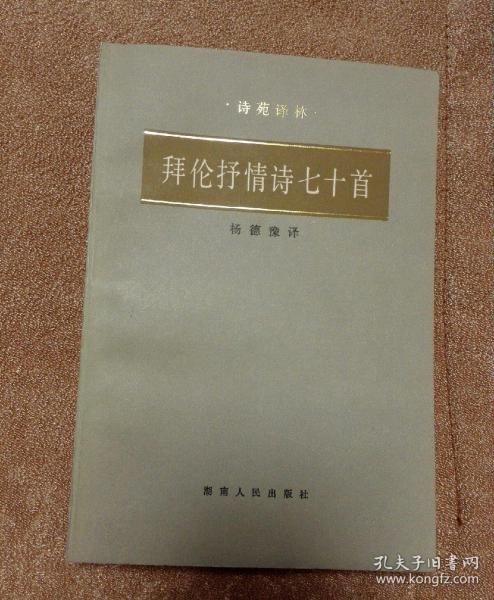 ·诗苑译林·
拜伦抒情诗七十首
杨德豫译
湖南人民出版社
孔夫子旧书网
www.kongfz.com